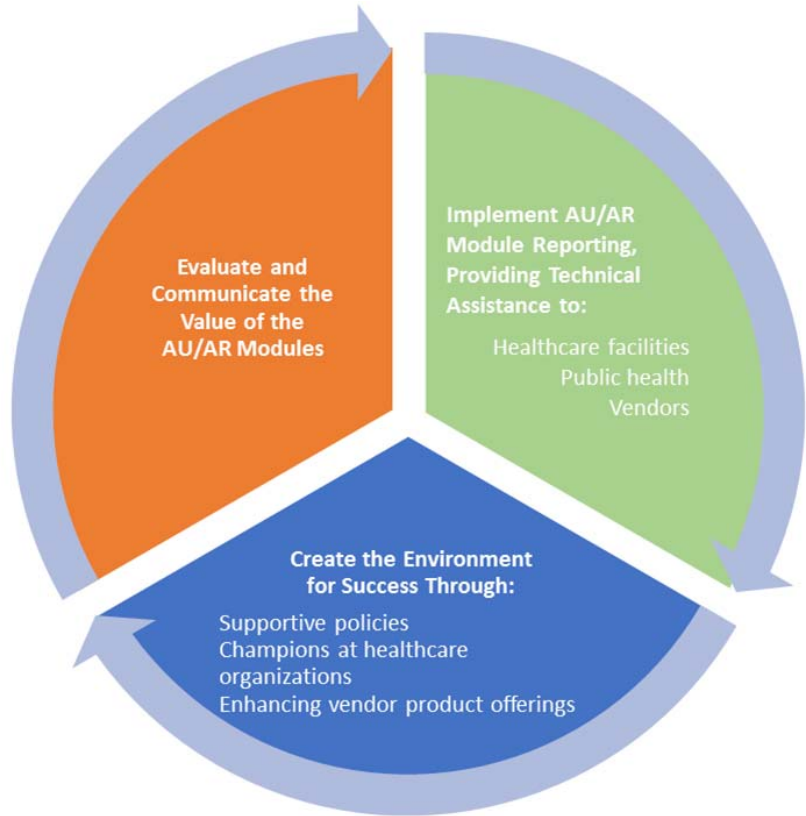 Evaluate and
Communicate the
Value of the
AU/AR Modules
Implement AU/AR
Module Reporting,
Providing Technical
Assistance to:
Healthcare facilities
Public health
Vendors
Create the Environment
for Success Through:
Supportive policies
Champions at healthcare
organizations
Enhancing vendor product offerings